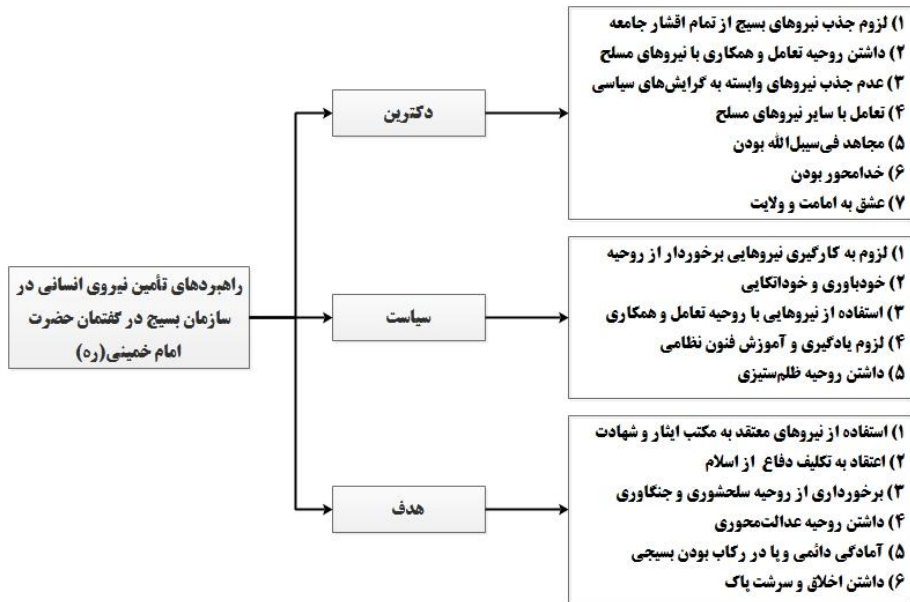 راهبردهای تأمین نیروی انسانی در
سازمان بسیج در گفتمان حضرت
امام خمینی(ره)
دکترین
۱) لزوم جذب نیروهای بسیج از تمام اقشار جامعه
۲) داشتن روحیه تعامل و همکاری با نیروهای مسلح
۳) عدم جذب نیروهای وابسته به گرایش‌های سیاسی
۴) تعامل با سایر نیروهای مسلح
۵) مجاهد فی‌سبیل‌الله بودن
۶) خدامحور بودن
۷) عشق به امامت و ولایت
سیاست
۱) لزوم به کارگیری نیروهایی برخوردار از روحیه
۲) خودباوری و خوداتکایی
۳) استفاده از نیروهایی با روحیه تعامل و همکاری
۴) لزوم یادگیری و آموزش فنون نظامی
۵) داشتن روحیه ظلم‌ستیزی
هدف
۱) استفاده از نیروهای معتقد به مکتب ایثار و شهادت
۲) اعتقاد به تکلیف دفاع از اسلام
۳) برخورداری از روحیه سلحشوری و جنگاوری
۴) داشتن روحیه عدالت‌محوری
۵) آمادگی دائمی و پا در رکاب بودن بسیجی
۶) داشتن اخلاق و سرشت پاک